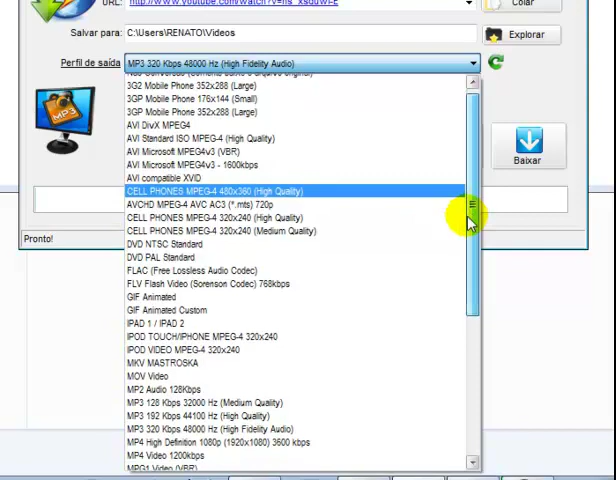 URL:
Colar
Salvar para: C:\Users\RENATO\Videos
Explorar
Perfil de saída MP3 320 Kbps 48000 Hz (High Fidelity Audio)
3G2 Mobile Phone 352x288 (Large)
3GP Mobile Phone 176x144 (Small)
3GP Mobile Phone 352x288 (Large)
AVI DivX MPEG4
MP3
AVI Standard ISO MPEG-4 (High Quality)
AVI Microsoft MPEG4v3 (VBR)
AVI Microsoft MPEG4v3 - 1600kbps
Baixar
AVI compatible XVID
CELL PHONES MPEG-4 480x360 (High Quality)
AVCHD MPEG-4 AVC AC3 (*.mts) 720p
CELL PHONES MPEG-4 320x240 (High Quality)
CELL PHONES MPEG-4 320x240 (Medium Quality)
Pronto!
DVD NTSC Standard
DVD PAL Standard
FLAC (Free Lossless Audio Codec)
FLV Flash Video (Sorenson Codec) 768kbps
GIF Animated
GIF Animated Custom
IPAD 1 / IPAD 2
IPOD TOUCH/IPHONE MPEG-4 320x240
IPOD VIDEO MPEG-4 320x240
MKV MASTROSKA
MOV Video
MP2 Audio 128Kbps
MP3 128 Kbps 32000 Hz (Medium Quality)
MP3 192 Kbps 44100 Hz (High Quality)
MP3 320 Kbps 48000 Hz (High Fidelity Audio)
MP4 High Definition 1080p (1920x1080) 3600 kbps
MP4 Video 1200kbps
MPG1 Video (VBR)